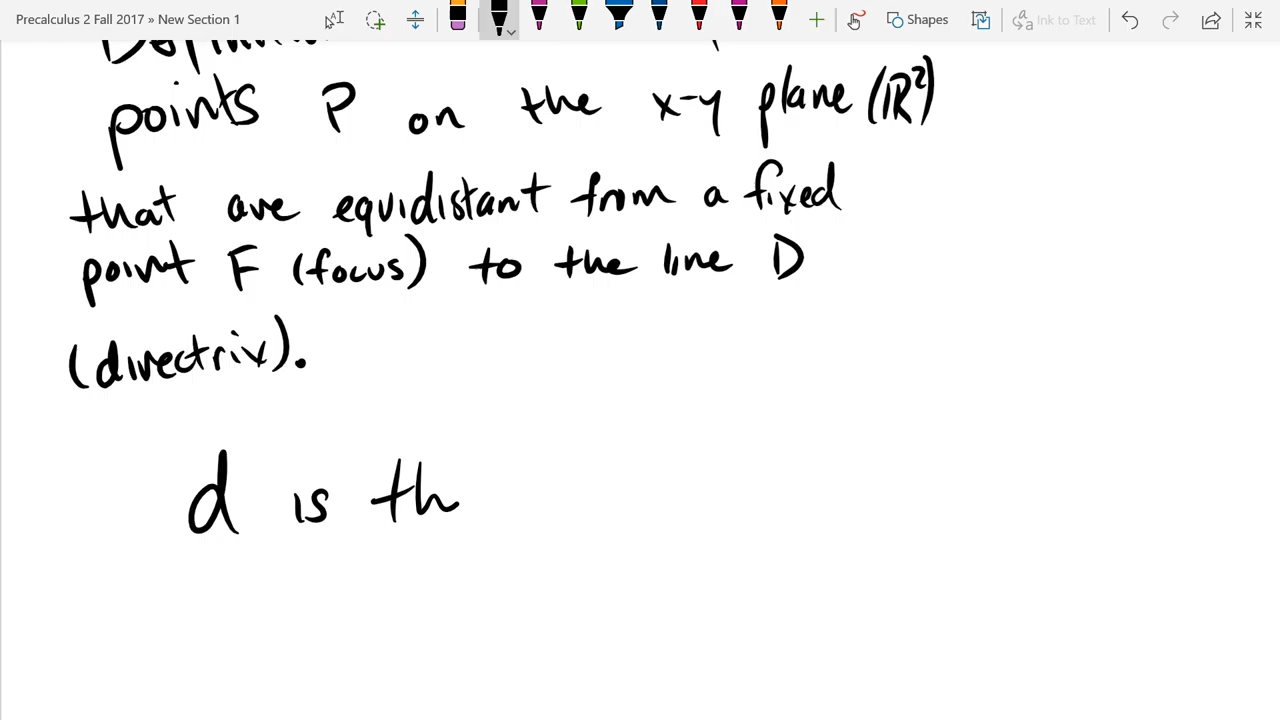 Precalculus 2 Fall 2017 » New Section 1
Shapes
Ink to Text
points P on the x-y plane (ℝ²)
that are equidistant from a fixed
point F (focus) to the line D
(directrix).
d is th